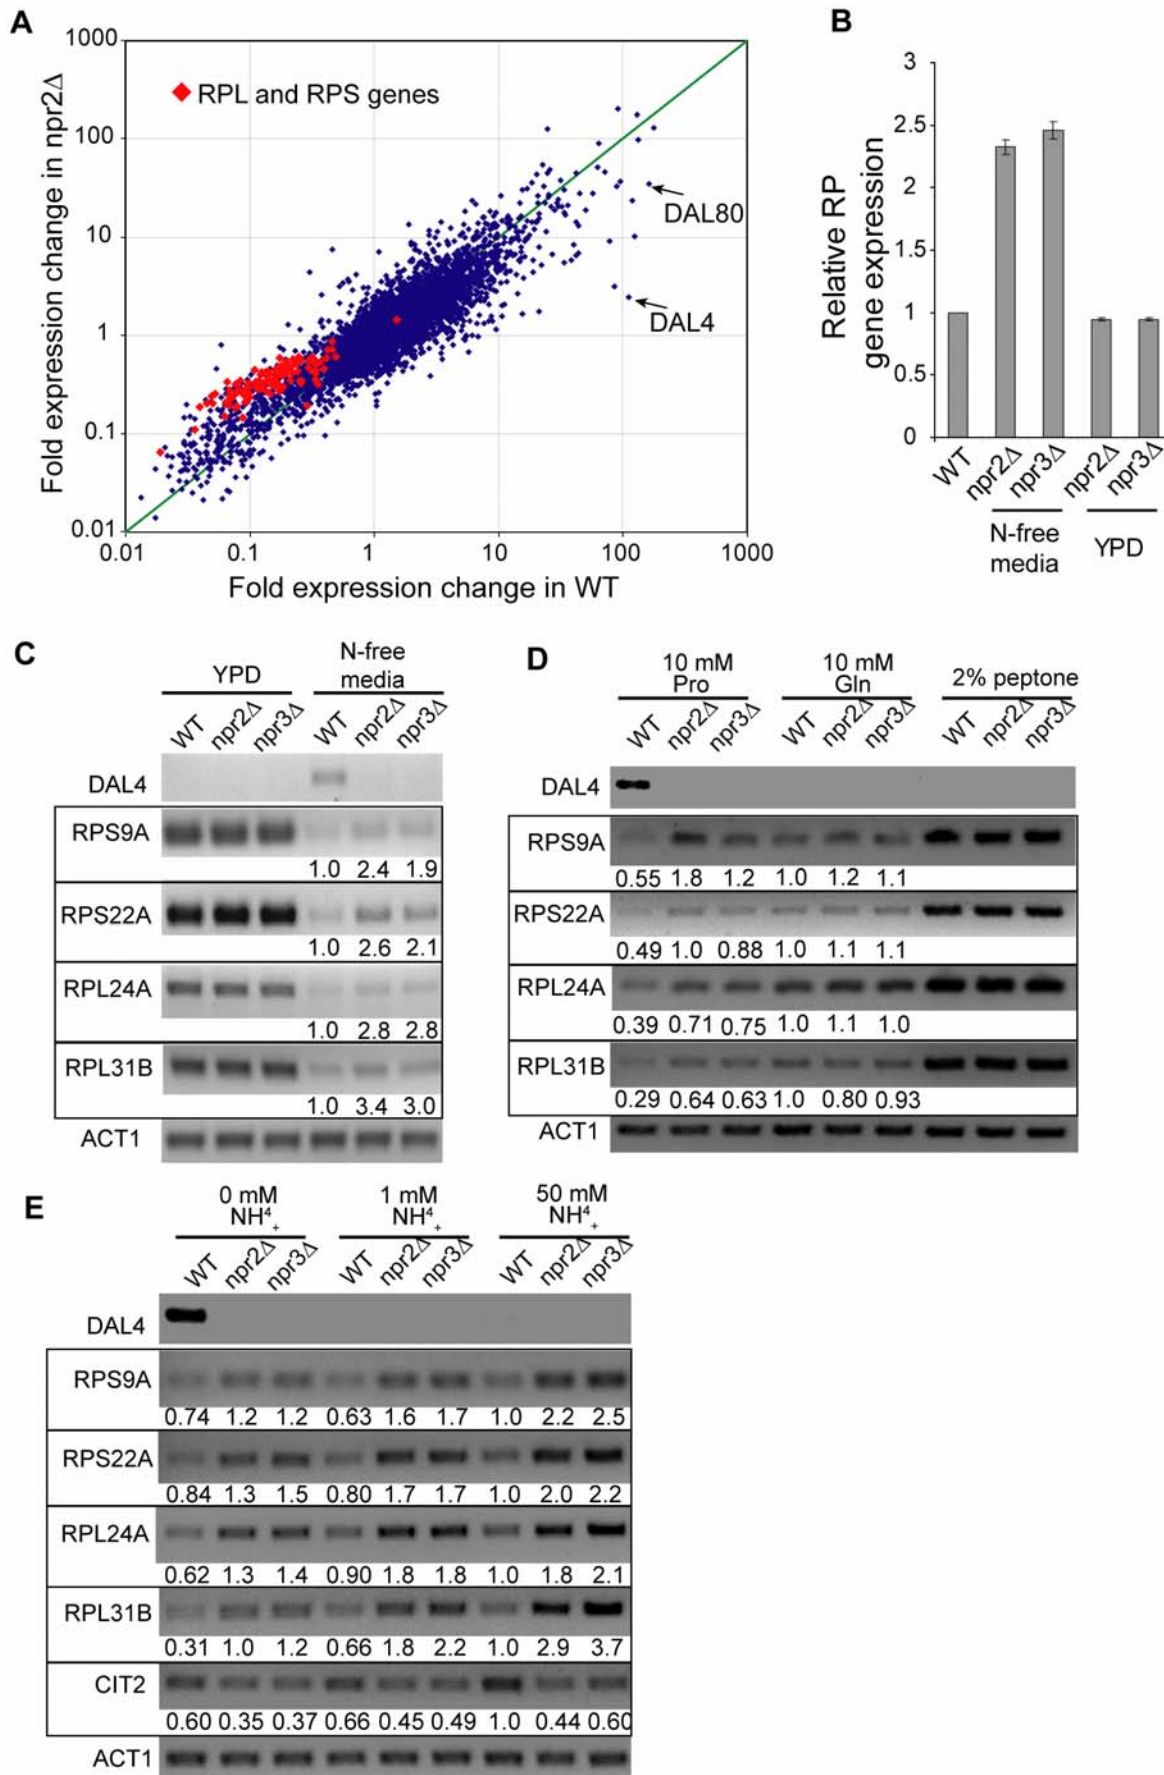 A
1000
100
10
1
0.1
0.01
0.01
0.1
1
10
100
1000
Fold expression change in npr2Δ
Fold expression change in WT
RPL and RPS genes
DAL80
DAL4
B
3
2.5
2
1.5
1
0.5
0
Relative RP
gene expression
WT
npr2Δ
npr3Δ
npr2Δ
npr3Δ
N-free
media
YPD
C
YPD
N-free
media
WT npr2Δ npr3Δ WT npr2Δ npr3Δ
DAL4
RPS9A
1.0 2.4 1.9
RPS22A
1.0 2.6 2.1
RPL24A
1.0 2.8 2.8
RPL31B
1.0 3.4 3.0
ACT1
D
10 mM
Pro
10 mM
Gln
2% peptone
WT npr2Δ npr3Δ WT npr2Δ npr3Δ WT npr2Δ npr3Δ
DAL4
RPS9A
0.55 1.8 1.2 1.0 1.2 1.1
RPS22A
0.49 1.0 0.88 1.0 1.1 1.1
RPL24A
0.39 0.71 0.75 1.0 1.1 1.0
RPL31B
0.29 0.64 0.63 1.0 0.80 0.93
ACT1
E
0 mM
NH⁴₊
1 mM
NH⁴₊
50 mM
NH⁴₊
WT npr2Δ npr3Δ WT npr2Δ npr3Δ WT npr2Δ npr3Δ
DAL4
RPS9A
0.74 1.2 1.2 0.63 1.6 1.7 1.0 2.2 2.5
RPS22A
0.84 1.3 1.5 0.80 1.7 1.7 1.0 2.0 2.2
RPL24A
0.62 1.3 1.4 0.90 1.8 1.8 1.0 1.8 2.1
RPL31B
0.31 1.0 1.2 0.66 1.8 2.2 1.0 2.9 3.7
CIT2
0.60 0.35 0.37 0.66 0.45 0.49 1.0 0.44 0.60
ACT1